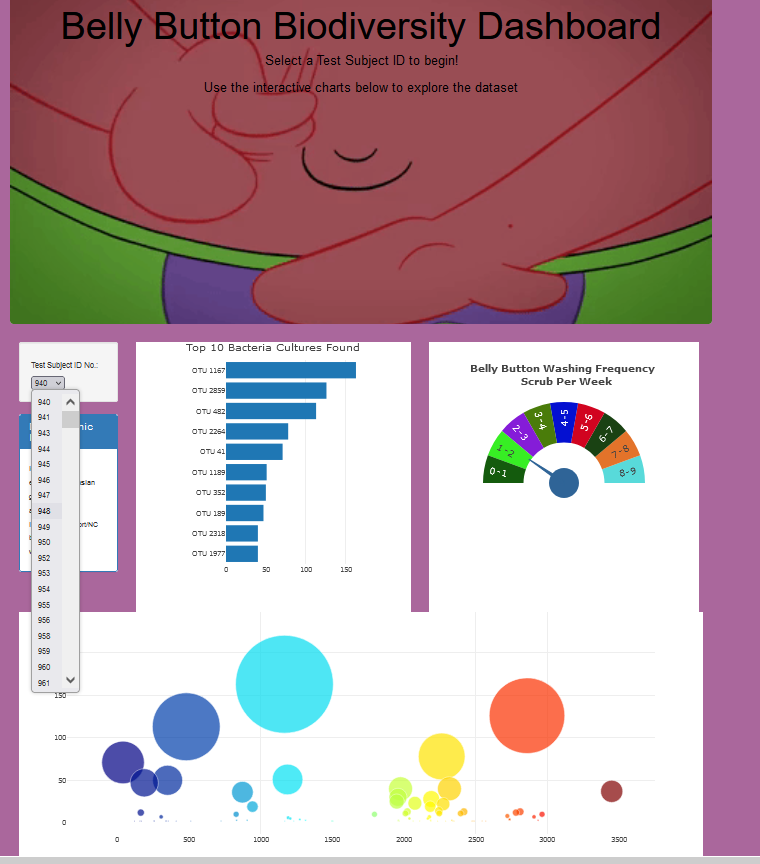 Belly Button Biodiversity Dashboard
Select a Test Subject ID to begin!
Use the interactive charts below to explore the dataset
Test Subject ID No.:
940
940
941
943
944
945
946
947
948
949
950
952
953
954
955
956
958
959
960
961
Top 10 Bacteria Cultures Found
OTU 1167
OTU 2859
OTU 482
OTU 2264
OTU 41
OTU 1189
OTU 352
OTU 189
OTU 2318
OTU 1977
0 50 100 150
Belly Button Washing Frequency
Scrub Per Week
0-1
1-2
2-3
3-4
4-5
5-6
6-7
7-8
8-9
150
100
50
0
0 500 1000 1500 2000 2500 3000 3500